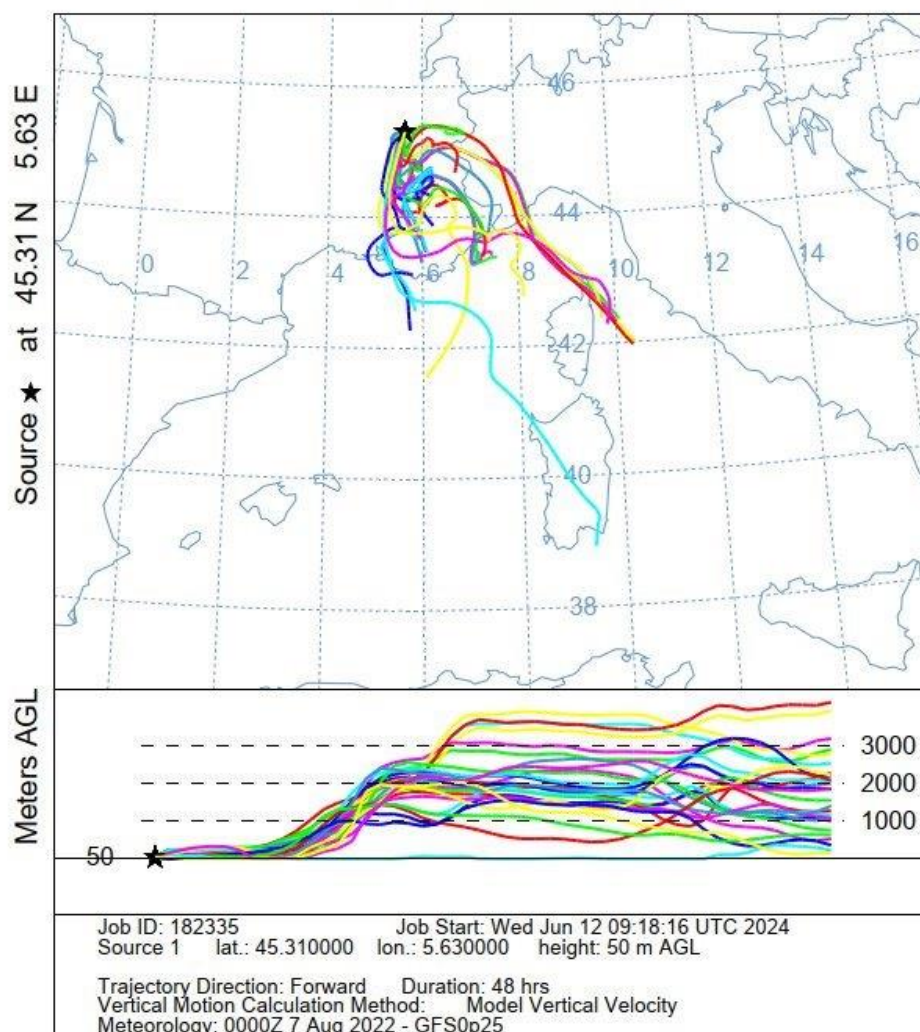 Source ★ at 45.31 N 5.63 E
46
44
0 2 4 6 8 10 12 14 16
42
40
38
Meters AGL
3000
2000
1000
50
Job ID: 182335 Job Start: Wed Jun 12 09:18:16 UTC 2024
Source 1 lat.: 45.310000 lon.: 5.630000 height: 50 m AGL
Trajectory Direction: Forward Duration: 48 hrs
Vertical Motion Calculation Method: Model Vertical Velocity
Meteorology: 0000Z 7 Aug 2022 - GFS0p25